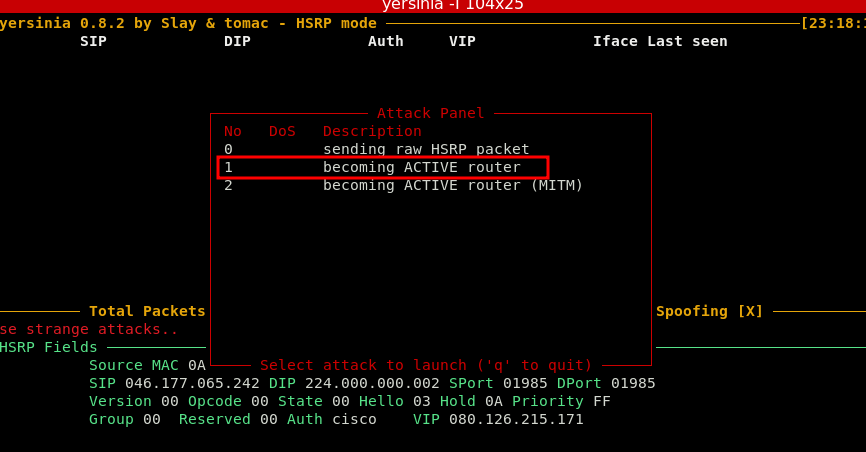 yersinia -I 104x25
yersinia 0.8.2 by Slay & tomac - HSRP mode [23:18:
SIP DIP Auth VIP Iface Last seen
Attack Panel
No DoS Description
0 sending raw HSRP packet
1 becoming ACTIVE router
2 becoming ACTIVE router (MITM)
Total Packets Spoofing [X]
se strange attacks..
HSRP Fields
Source MAC 0A Select attack to launch ('q' to quit)
SIP 046.177.065.242 DIP 224.000.000.002 SPort 01985 DPort 01985
Version 00 Opcode 00 State 00 Hello 03 Hold 0A Priority FF
Group 00 Reserved 00 Auth cisco VIP 080.126.215.171